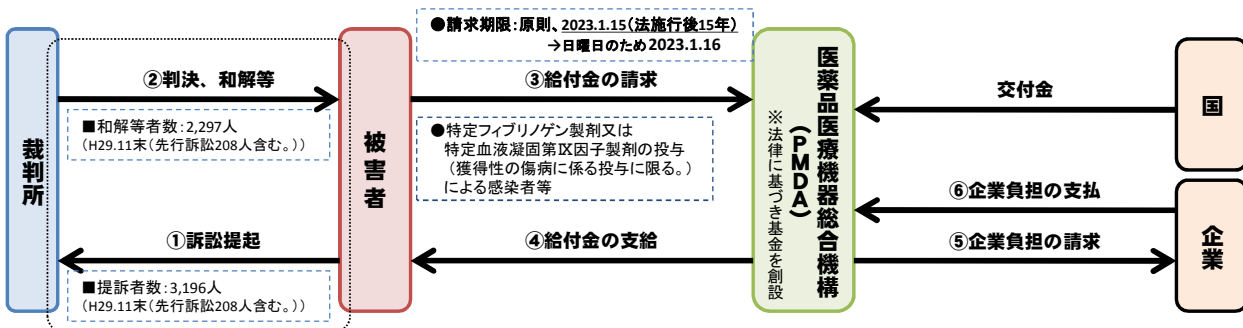 ●請求期限：原則、2023.1.15（法施行後15年）
→日曜日のため2023.1.16
裁判所
②判決、和解等
■和解等者数：2,297人
（H29.11末（先行訴訟208人含む。））
①訴訟提起
■提訴者数：3,196人
（H29.11末（先行訴訟208人含む。））
被害者
③給付金の請求
●特定フィブリノゲン製剤又は
特定血液凝固第Ⅸ因子製剤の投与
（獲得性の傷病に係る投与に限る。）
による感染者等
④給付金の支給
医薬品医療機器総合機構
（PMDA）
※法律に基づき基金を創設
交付金
国
⑥企業負担の支払
⑤企業負担の請求
企業